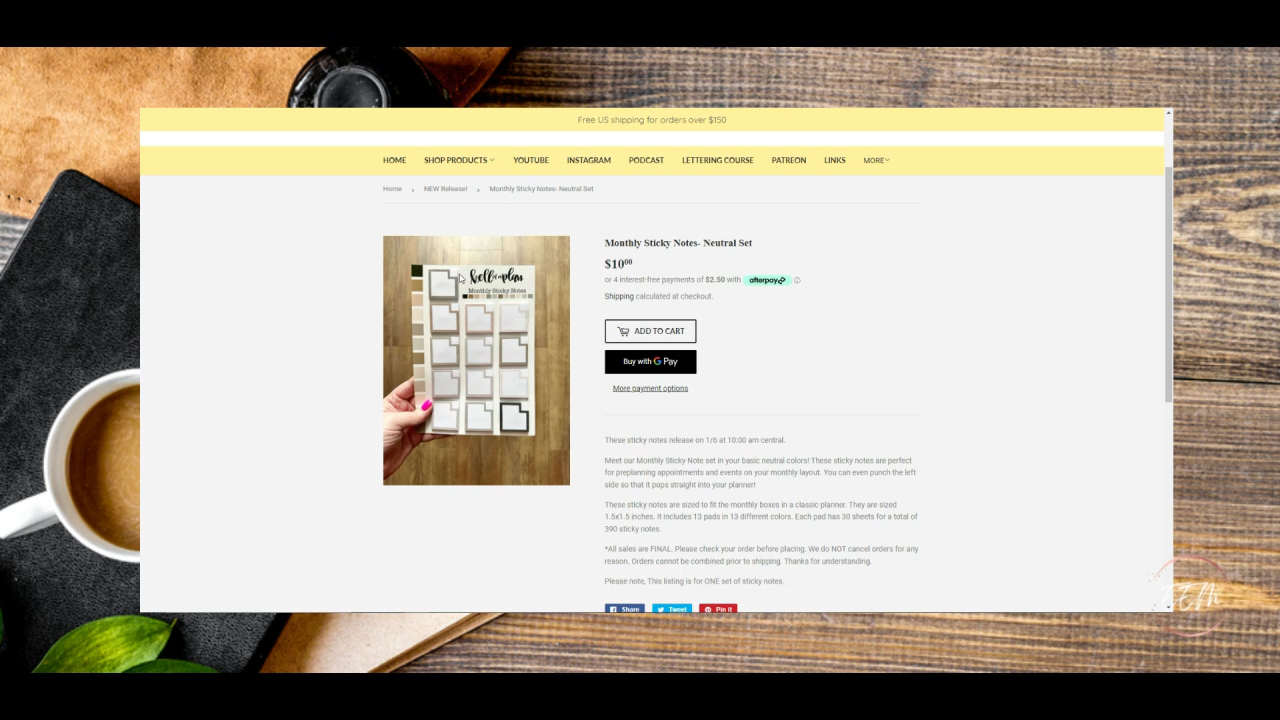 Free US shipping for orders over $150
HOME SHOP PRODUCTS YOUTUBE INSTAGRAM PODCAST LETTERING COURSE PATREON LINKS MORE
Home › NEW Release! › Monthly Sticky Notes- Neutral Set
Monthly Sticky Notes
Monthly Sticky Notes- Neutral Set
$10⁰⁰
or 4 interest-free payments of $2.50 with afterpay
Shipping calculated at checkout.
ADD TO CART
Buy with G Pay
More payment options
These sticky notes release on 1/6 at 10:00 am central.
Meet our Monthly Sticky Note set in your basic neutral colors! These sticky notes are perfect
for preplanning appointments and events on your monthly layout. You can even punch the left
side so that it pops straight into your planner!
These sticky notes are sized to fit the monthly boxes in a classic planner. They are sized
1.5x1.5 inches. It includes 13 pads in 13 different colors. Each pad has 30 sheets for a total of
390 sticky notes.
*All sales are FINAL. Please check your order before placing. We do NOT cancel orders for any
reason. Orders cannot be combined prior to shipping. Thanks for understanding.
Please note, This listing is for ONE set of sticky notes.
Share Tweet Pin it